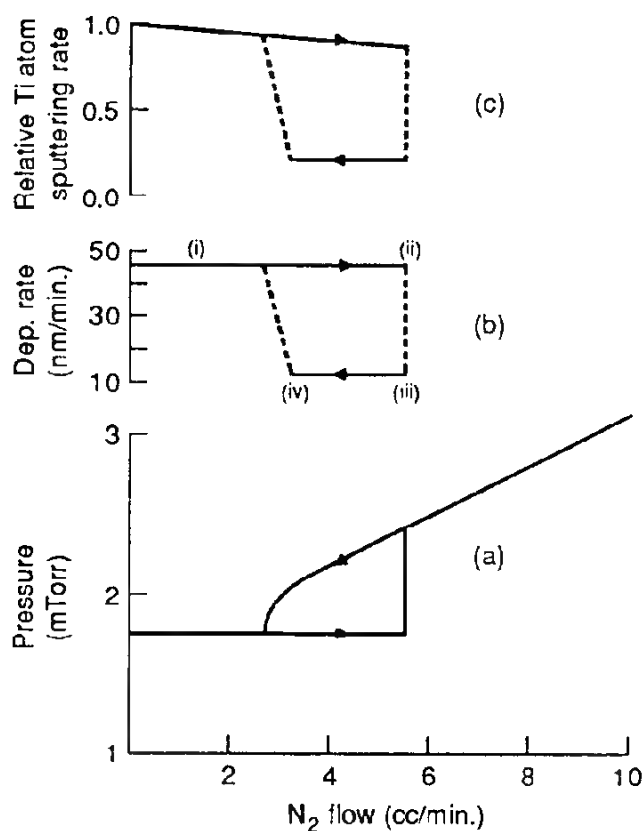 Relative Ti atom
sputtering rate
1.0
0.5
0.0
(c)
Dep. rate
(nm/min.)
50
30
10
(i)
(ii)
(b)
(iv)
(iii)
Pressure
(mTorr)
3
2
1
(a)
2
4
6
8
10
N₂ flow (cc/min.)